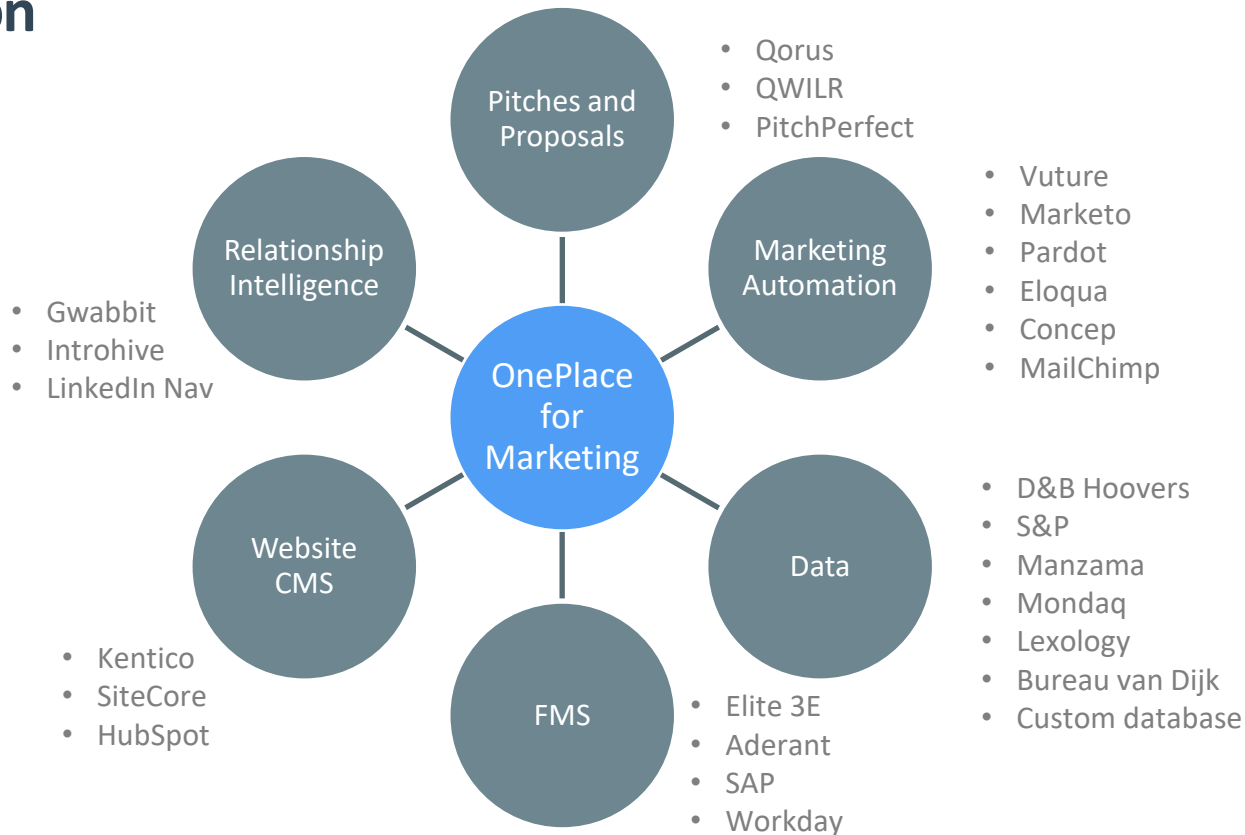 on
Pitches and
Proposals
• Qorus
• QWILR
• PitchPerfect
Marketing
Automation
• Vuture
• Marketo
• Pardot
• Eloqua
• Concep
• MailChimp
Relationship
Intelligence
• Gwabbit
• Introhive
• LinkedIn Nav
OnePlace
for
Marketing
Data
• D&B Hoovers
• S&P
• Manzama
• Mondaq
• Lexology
• Bureau van Dijk
• Custom database
Website
CMS
• Kentico
• SiteCore
• HubSpot
FMS
• Elite 3E
• Aderant
• SAP
• Workday